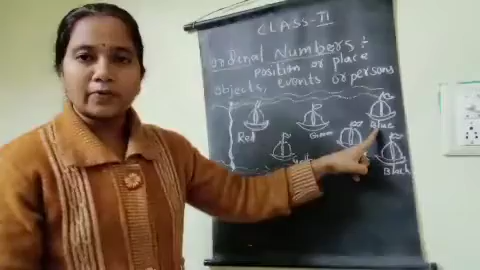 CLASS-II
Ordinal Numbers :-
position or place
objects, events or persons
Red
Green
Blue
Black